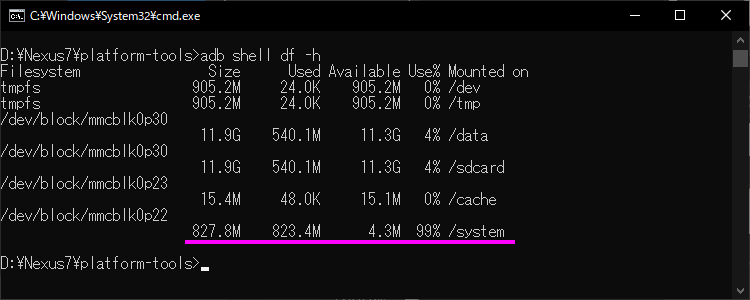 C:¥Windows¥System32¥cmd.exe
D:¥Nexus7¥platform-tools>adb shell df -h
Filesystem                Size      Used Available Use% Mounted on
tmpfs                   905.2M     24.0K    905.2M   0% /dev
tmpfs                   905.2M     24.0K    905.2M   0% /tmp
/dev/block/mmcblk0p30
                         11.9G    540.1M     11.3G   4% /data
/dev/block/mmcblk0p30
                         11.9G    540.1M     11.3G   4% /sdcard
/dev/block/mmcblk0p23
                         15.4M     48.0K     15.1M   0% /cache
/dev/block/mmcblk0p22
                        827.8M    823.4M      4.3M  99% /system
D:¥Nexus7¥platform-tools>